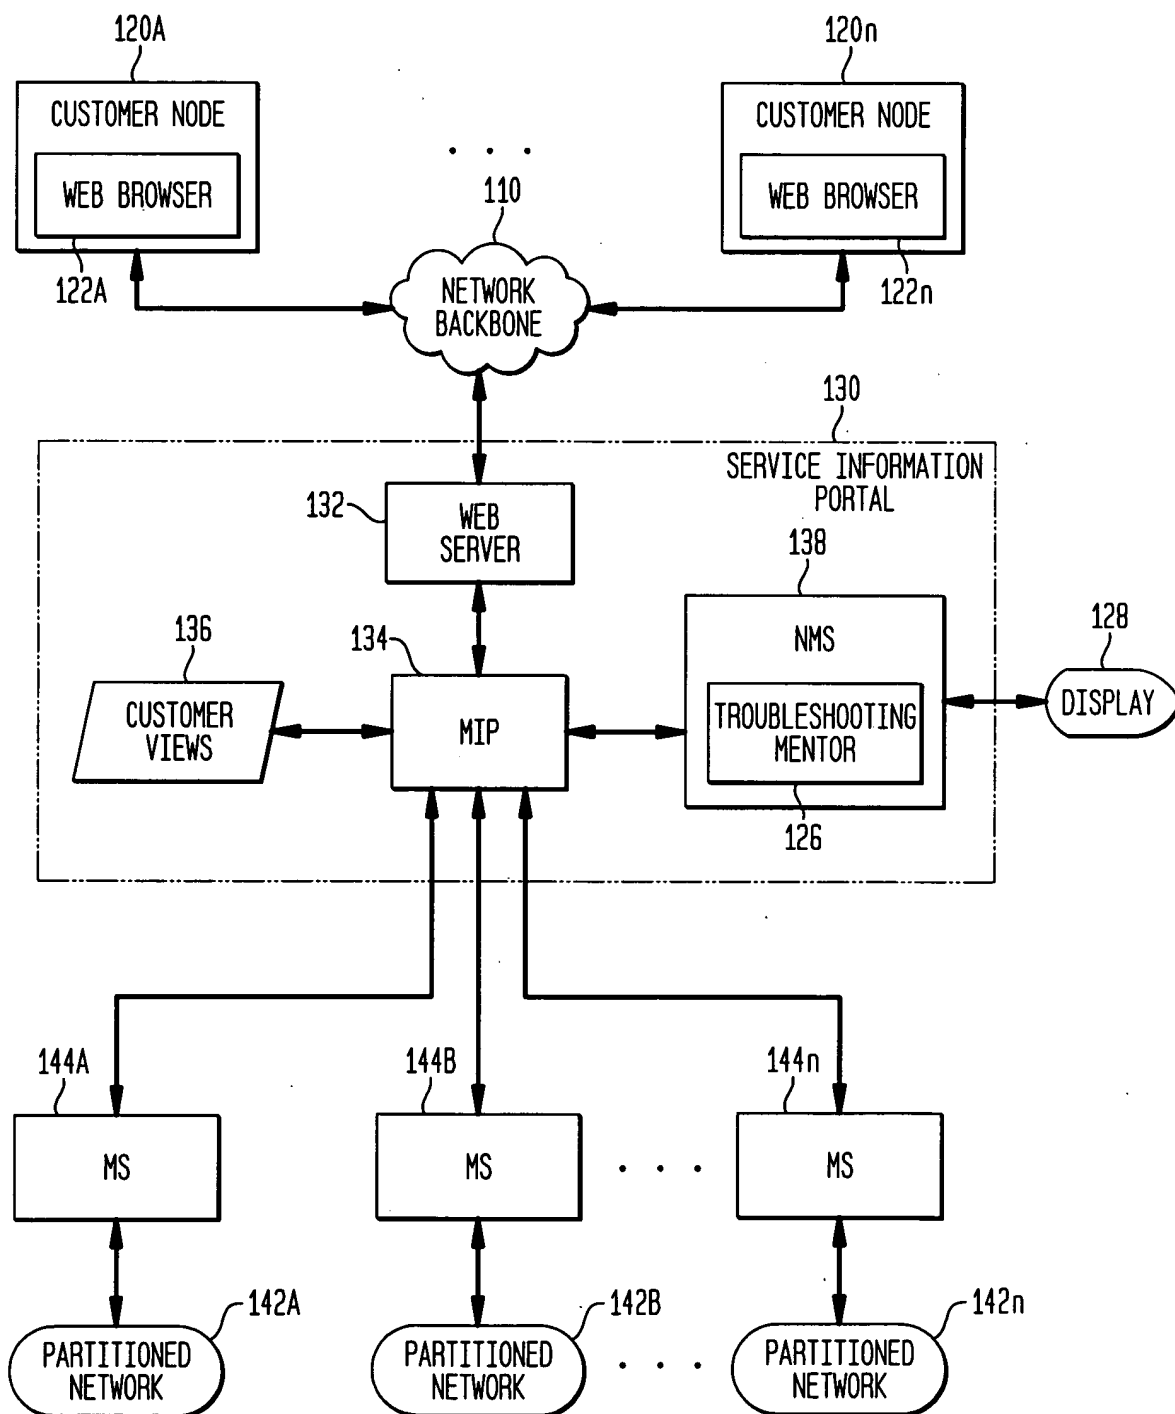 120A
120n
CUSTOMER NODE
CUSTOMER NODE
WEB BROWSER
WEB BROWSER
. . .
110
122A
122n
NETWORK
BACKBONE
130
SERVICE INFORMATION
PORTAL
132
WEB
SERVER
138
136
134
NMS
128
CUSTOMER
VIEWS
MIP
TROUBLESHOOTING
MENTOR
DISPLAY
126
144A
144B
144n
MS
MS
. . .
MS
142A
142B
142n
PARTITIONED
NETWORK
PARTITIONED
NETWORK
. . .
PARTITIONED
NETWORK